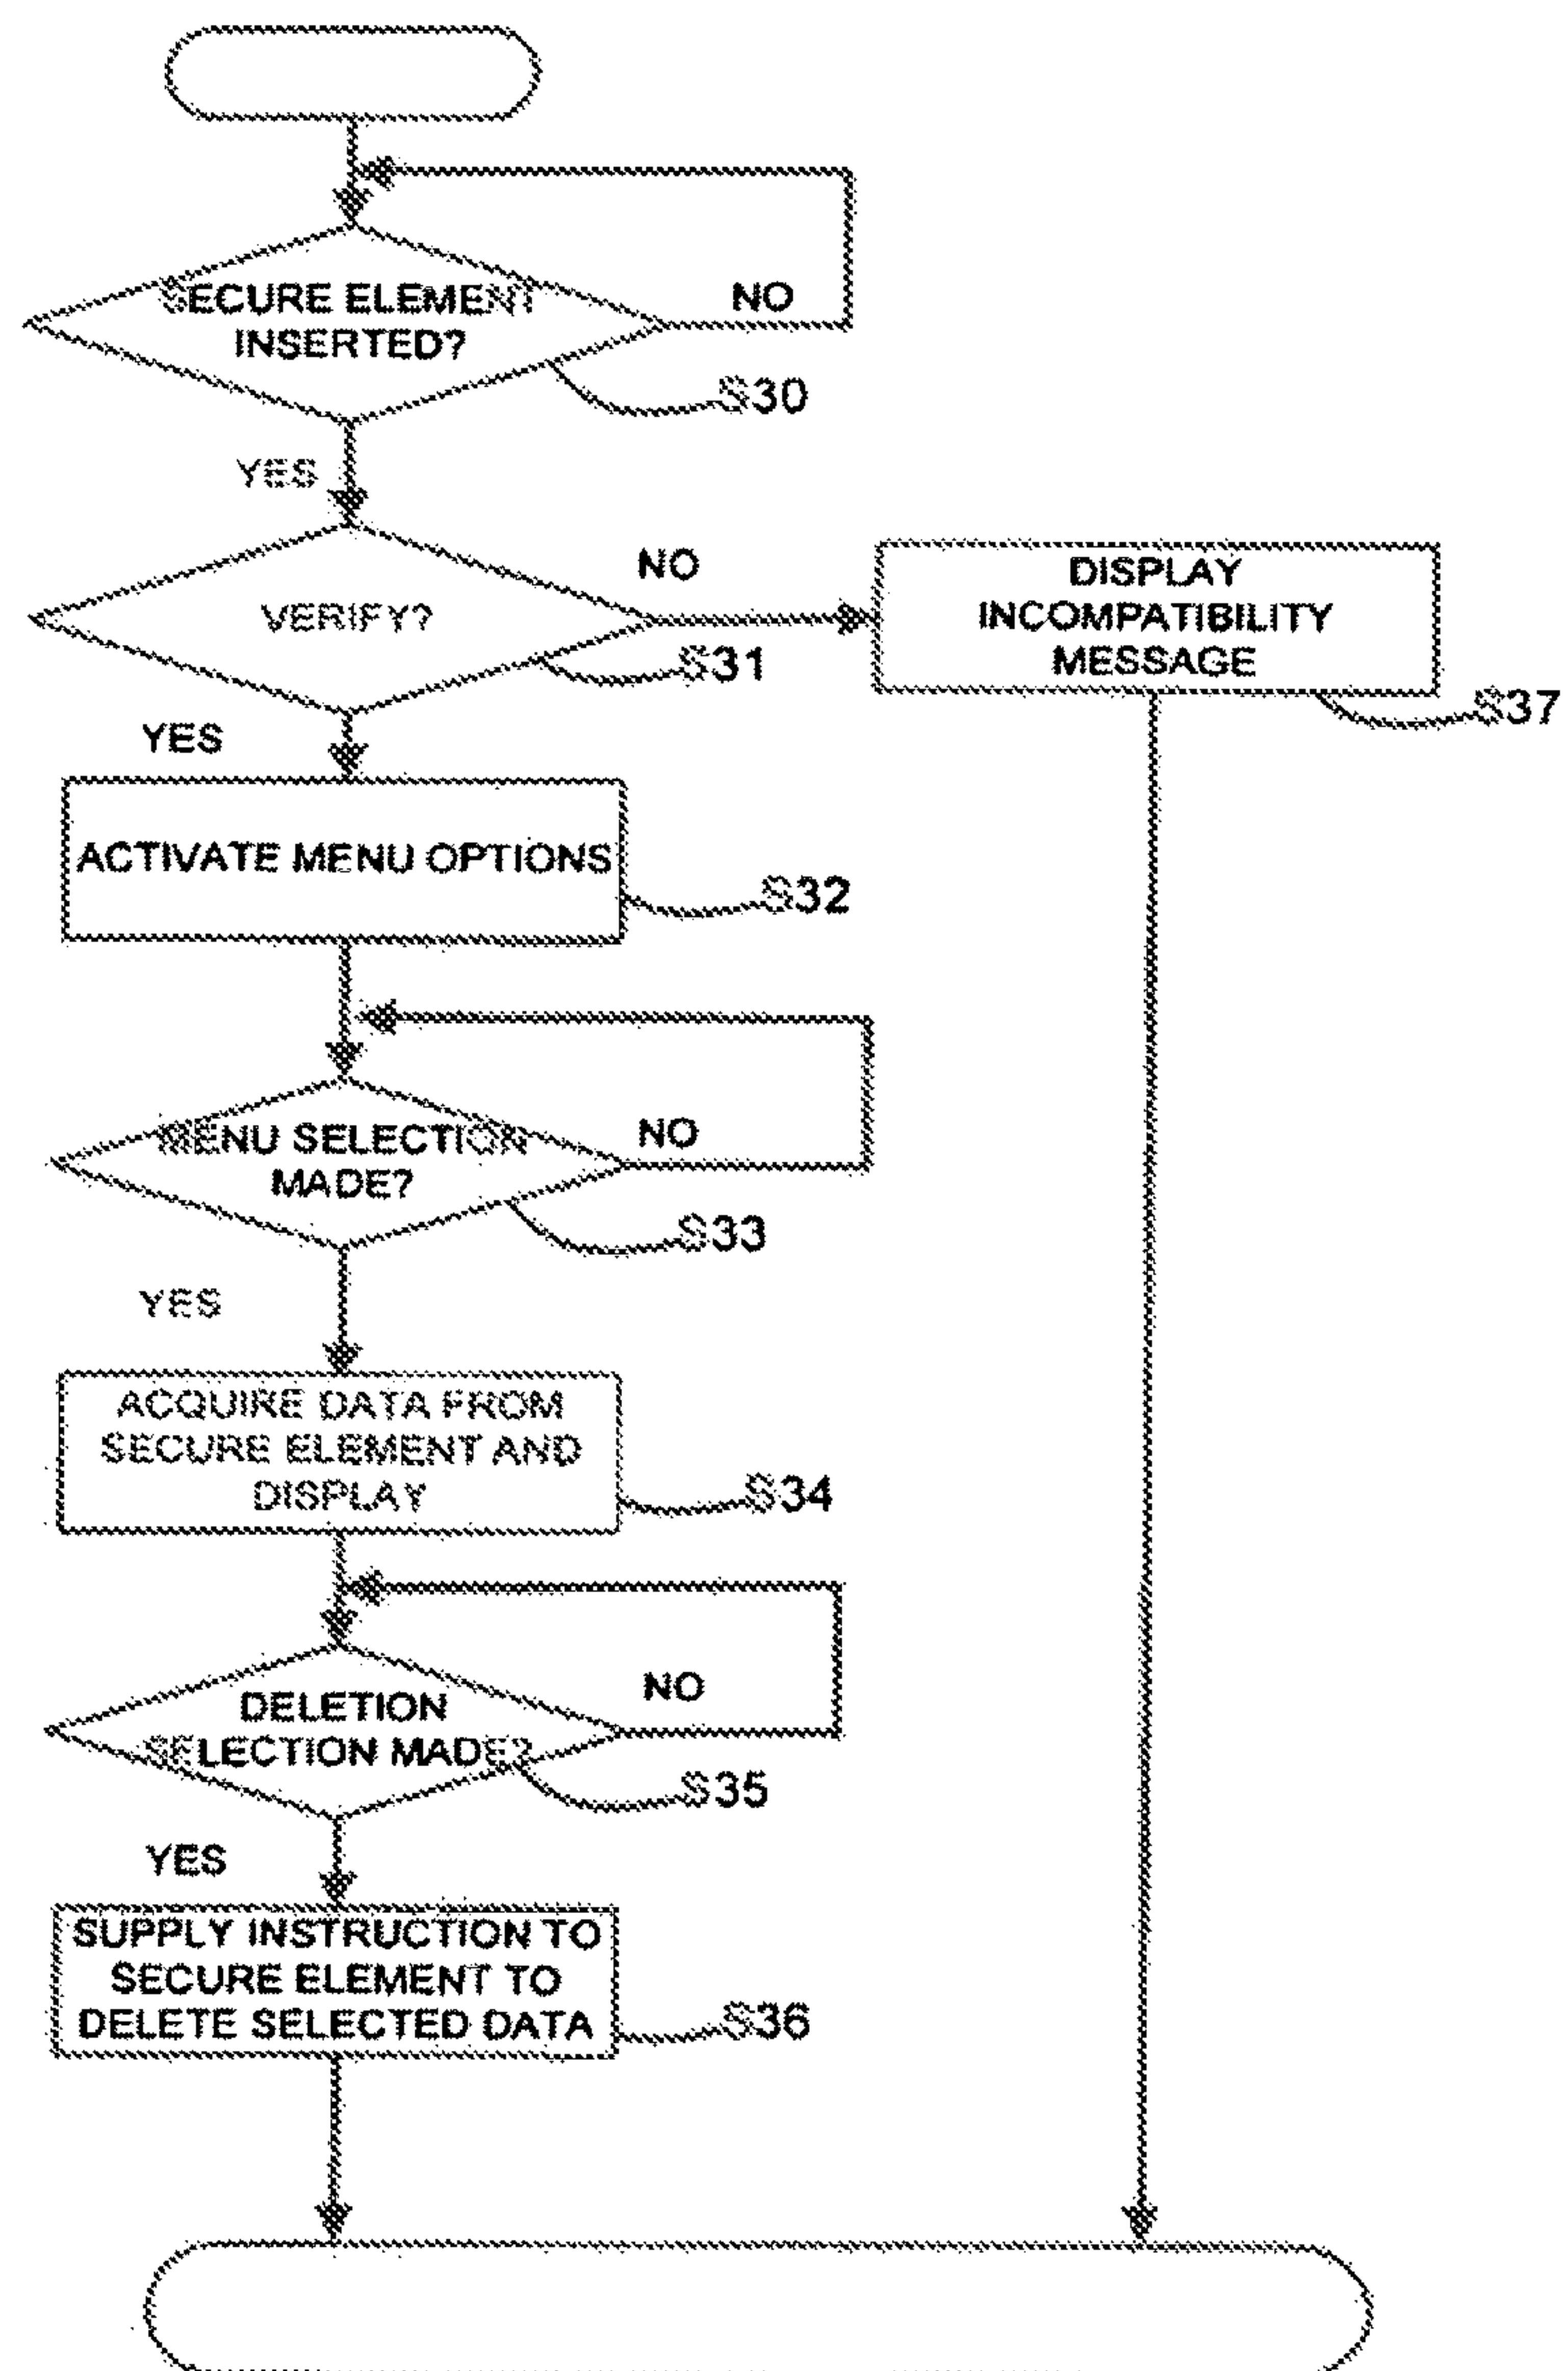 SECURE ELEMENT
INSERTED?
NO
S30
YES
VERIFY?
NO
S31
DISPLAY
INCOMPATIBILITY
MESSAGE
S37
YES
ACTIVATE MENU OPTIONS
S32
MENU SELECTION
MADE?
NO
S33
YES
ACQUIRE DATA FROM
SECURE ELEMENT AND
DISPLAY
S34
DELETION
SELECTION MADE?
NO
S35
YES
SUPPLY INSTRUCTION TO
SECURE ELEMENT TO
DELETE SELECTED DATA
S36